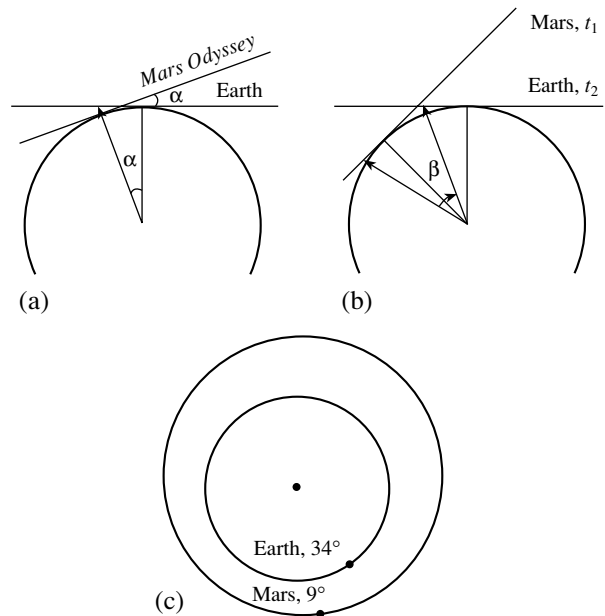 Mars Odyssey
α
Earth
α
(a)
Mars, t₁
Earth, t₂
β
(b)
Earth, 34°
Mars, 9°
(c)